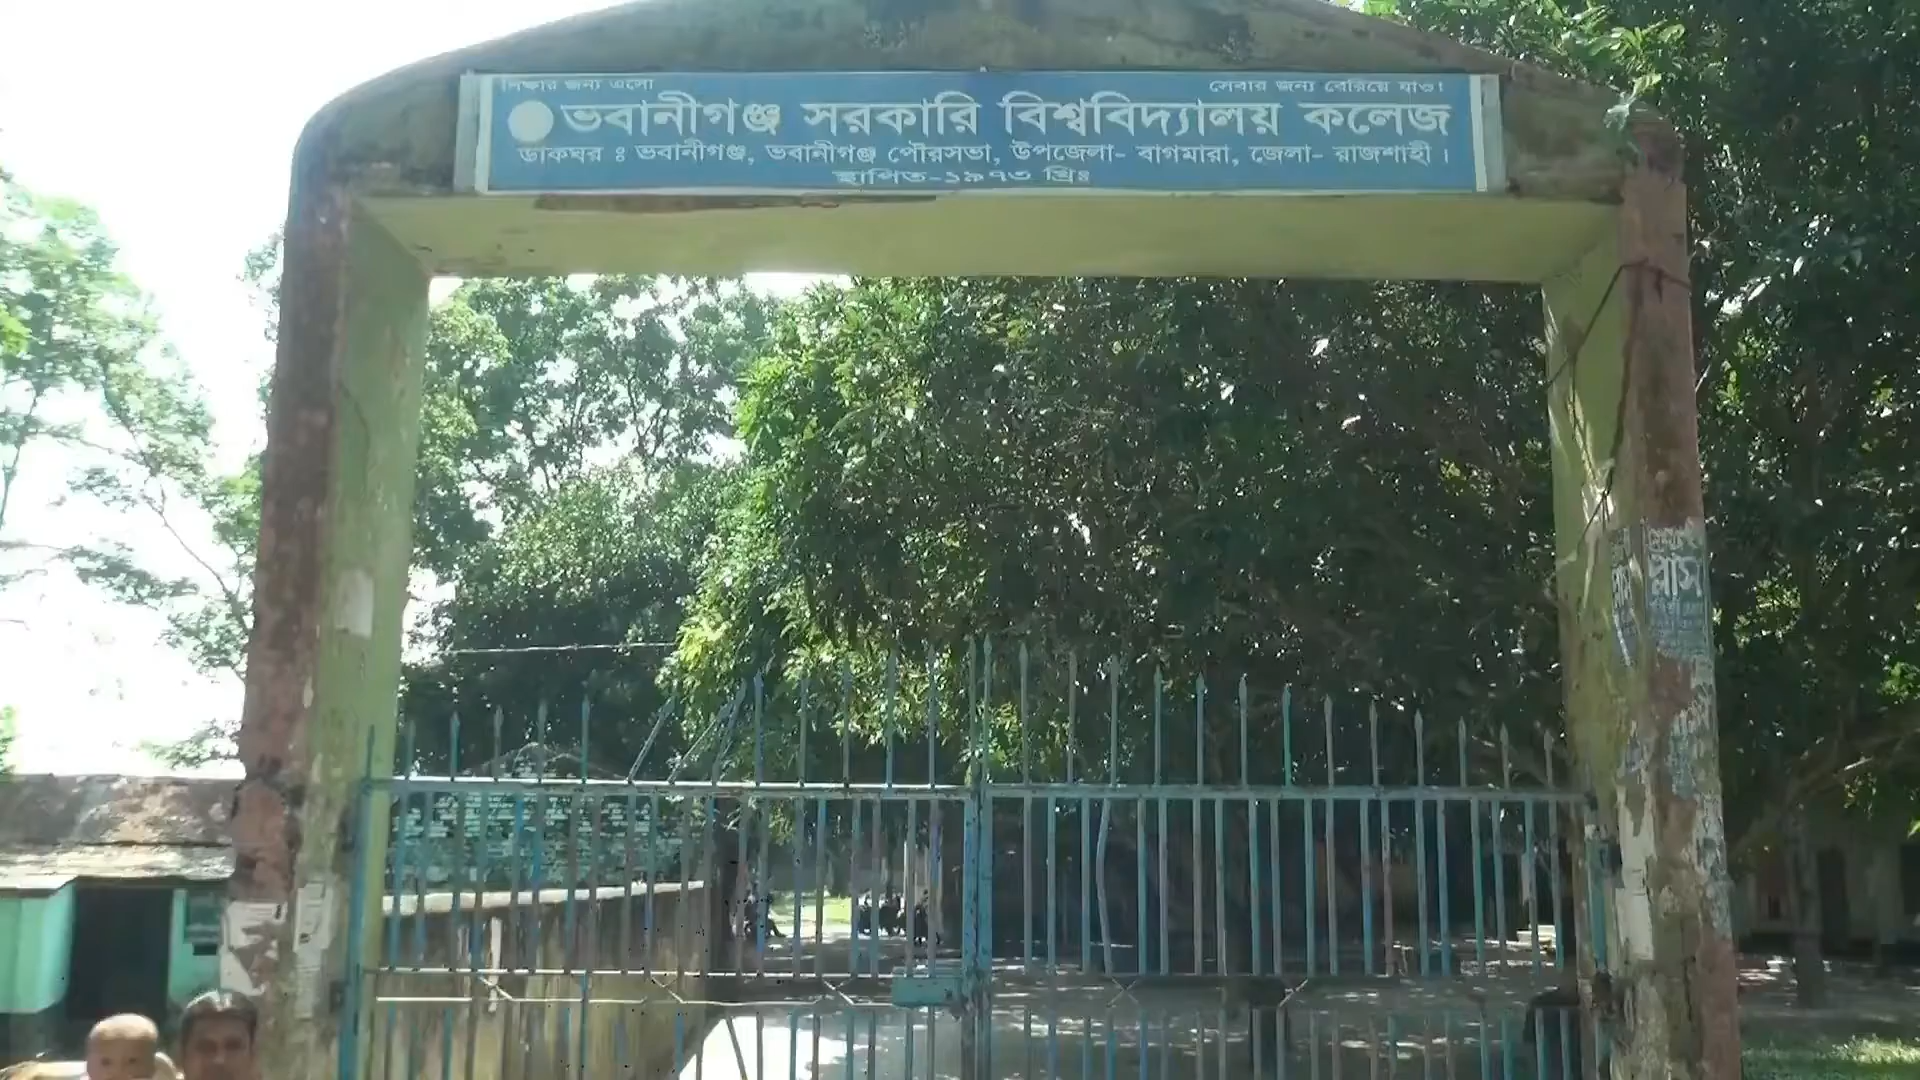 শিক্ষার জন্য এসো
সেবার জন্য বেরিয়ে যাও!
ভবানীগঞ্জ সরকারি বিশ্ববিদ্যালয় কলেজ
ডাকঘর ঃ ভবানীগঞ্জ, ভবানীগঞ্জ পৌরসভা, উপজেলা- বাগমারা, জেলা- রাজশাহী।
স্থাপিত-১৯৭৩ খ্রিঃ
প্লাস